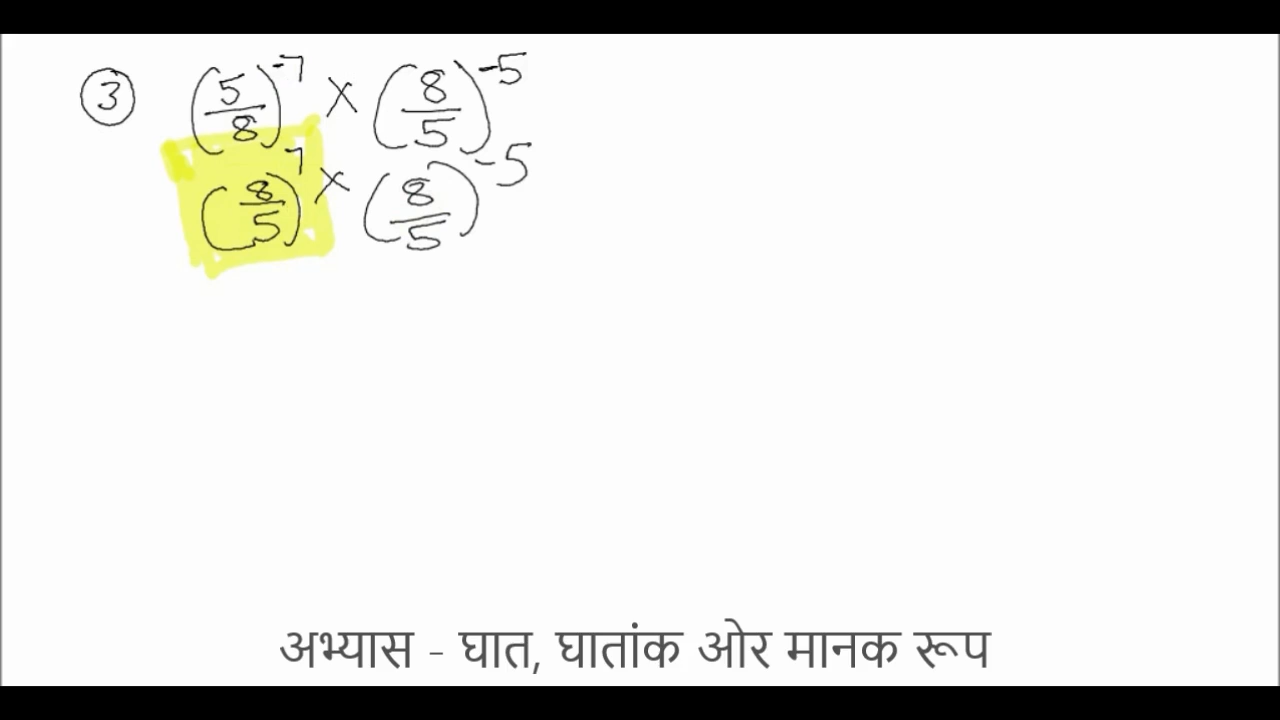 ③ (5/8)^-7 × (8/5)^-5
(8/5)^7 × (8/5)^-5
अभ्यास - घात, घातांक ओर मानक रूप